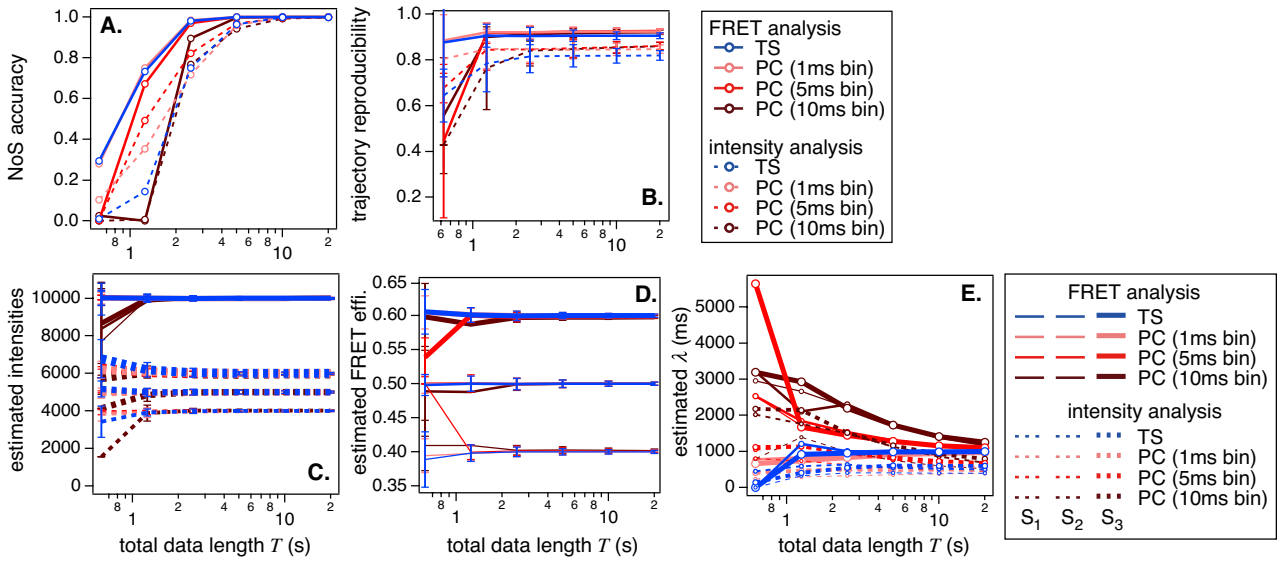 A.
NoS accuracy
1.0
0.8
0.6
0.4
0.2
0.0
8
1
2
4
6
8
10
2
B.
trajectory reproducibility
1.0
0.8
0.6
0.4
0.2
6
8
1
2
4
6
8
10
2
FRET analysis
TS
PC (1ms bin)
PC (5ms bin)
PC (10ms bin)
intensity analysis
TS
PC (1ms bin)
PC (5ms bin)
PC (10ms bin)
C.
estimated intensities
10000
8000
6000
4000
2000
0
8
1
2
4
6
8
10
2
total data length T (s)
D.
estimated FRET effi.
0.65
0.60
0.55
0.50
0.45
0.40
0.35
8
1
2
4
6
8
10
2
total data length T (s)
E.
estimated λ (ms)
5000
4000
3000
2000
1000
0
6
8
1
2
4
6
8
10
2
total data length T (s)
FRET analysis
TS
PC (1ms bin)
PC (5ms bin)
PC (10ms bin)
intensity analysis
TS
PC (1ms bin)
PC (5ms bin)
PC (10ms bin)
S1 S2 S3